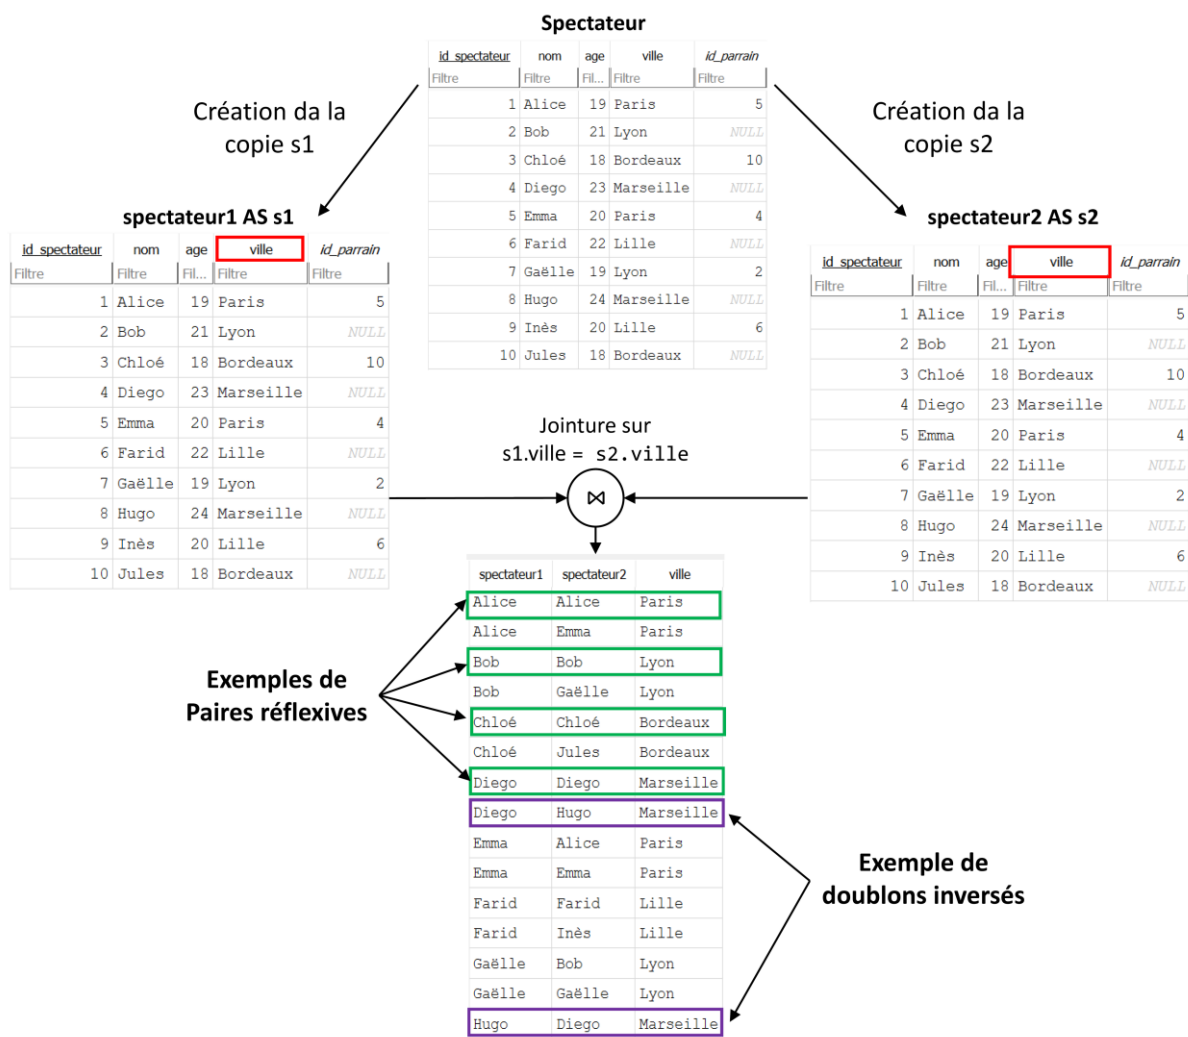 Spectateur
id_spectateur nom age ville id_parrain
Filtre Filtre Fil... Filtre Filtre
1 Alice 19 Paris 5
2 Bob 21 Lyon NULL
3 Chloé 18 Bordeaux 10
4 Diego 23 Marseille NULL
5 Emma 20 Paris 4
6 Farid 22 Lille NULL
7 Gaëlle 19 Lyon 2
8 Hugo 24 Marseille NULL
9 Inès 20 Lille 6
10 Jules 18 Bordeaux NULL
Création da la
copie s1
Création da la
copie s2
spectateur1 AS s1
id_spectateur nom age ville id_parrain
Filtre Filtre Fil... Filtre Filtre
1 Alice 19 Paris 5
2 Bob 21 Lyon NULL
3 Chloé 18 Bordeaux 10
4 Diego 23 Marseille NULL
5 Emma 20 Paris 4
6 Farid 22 Lille NULL
7 Gaëlle 19 Lyon 2
8 Hugo 24 Marseille NULL
9 Inès 20 Lille 6
10 Jules 18 Bordeaux NULL
spectateur2 AS s2
id_spectateur nom age ville id_parrain
Filtre Filtre Fil... Filtre Filtre
1 Alice 19 Paris 5
2 Bob 21 Lyon NULL
3 Chloé 18 Bordeaux 10
4 Diego 23 Marseille NULL
5 Emma 20 Paris 4
6 Farid 22 Lille NULL
7 Gaëlle 19 Lyon 2
8 Hugo 24 Marseille NULL
9 Inès 20 Lille 6
10 Jules 18 Bordeaux NULL
Jointure sur
s1.ville = s2.ville
⋈
spectateur1 spectateur2 ville
Alice Alice Paris
Alice Emma Paris
Bob Bob Lyon
Bob Gaëlle Lyon
Chloé Chloé Bordeaux
Chloé Jules Bordeaux
Diego Diego Marseille
Diego Hugo Marseille
Emma Alice Paris
Emma Emma Paris
Farid Farid Lille
Farid Inès Lille
Gaëlle Bob Lyon
Gaëlle Gaëlle Lyon
Hugo Diego Marseille
Exemples de
Paires réflexives
Exemple de
doublons inversés